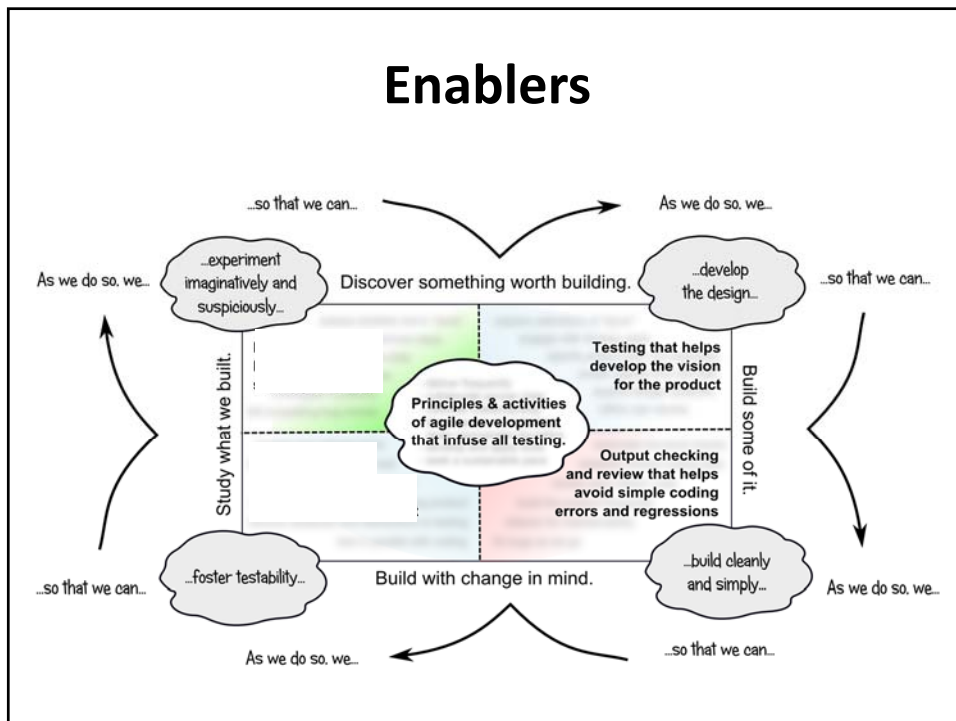 Enablers
...so that we can...
As we do so, we...
As we do so, we...
...experiment
imaginatively and
suspiciously...
Discover something worth building.
...develop
the design...
...so that we can...
Study what we built.
Testing that helps
develop the vision
for the product
Principles & activities
of agile development
that infuse all testing.
Build some of it.
Output checking
and review that helps
avoid simple coding
errors and regressions
...so that we can...
...foster testability...
Build with change in mind.
...build cleanly
and simply...
As we do so, we...
As we do so, we...
...so that we can...